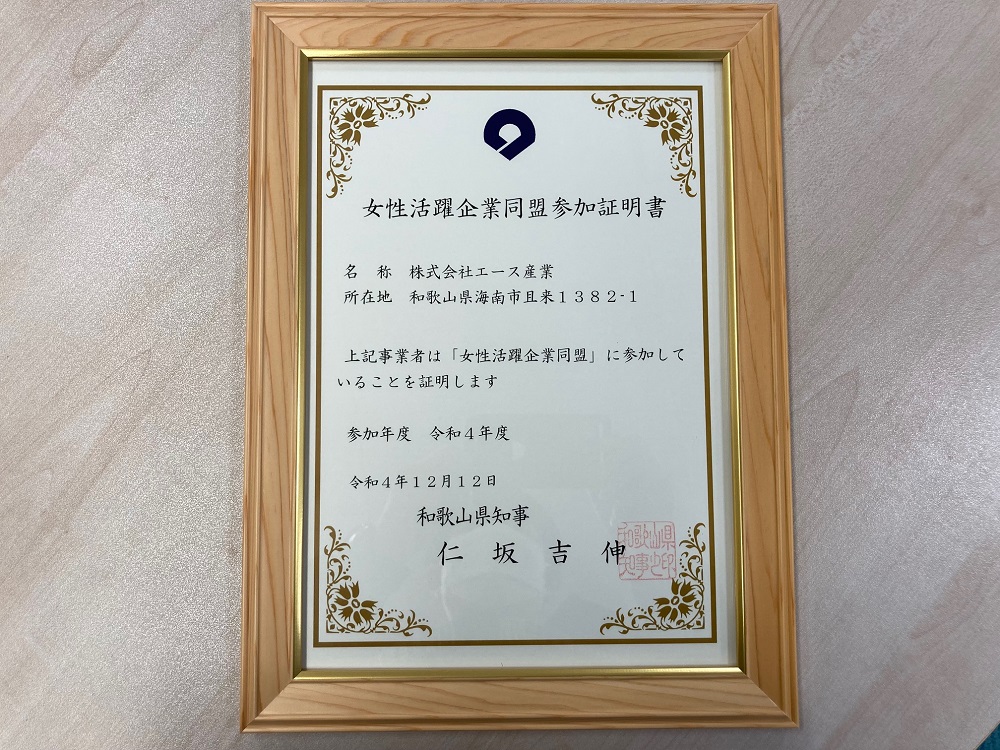 女性活躍企業同盟参加証明書
名　称　株式会社エース産業
所在地　和歌山県海南市且来１３８２-１
上記事業者は「女性活躍企業同盟」に参加して
いることを証明します
参加年度　令和４年度
令和４年１２月１２日
和歌山県知事
仁　坂　吉　伸
和歌山県
知事之印